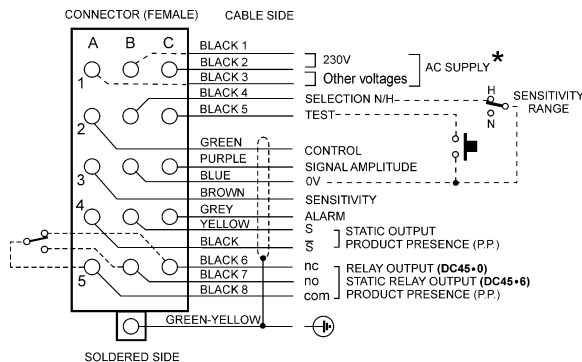 CONNECTOR (FEMALE) CABLE SIDE
A B C
BLACK 1
BLACK 2 230V
1 BLACK 3 Other voltages AC SUPPLY *
BLACK 4 SELECTION N/H H SENSITIVITY
BLACK 5 TEST N RANGE
2
GREEN CONTROL
PURPLE SIGNAL AMPLITUDE
3 BLUE 0V
BROWN SENSITIVITY
4 GREY ALARM
YELLOW S STATIC OUTPUT
BLACK S̅ PRODUCT PRESENCE (P.P.)
BLACK 6 nc RELAY OUTPUT (DC45•0)
5 BLACK 7 no STATIC RELAY OUTPUT (DC45•6)
BLACK 8 com PRODUCT PRESENCE (P.P.)
GREEN-YELLOW
SOLDERED SIDE